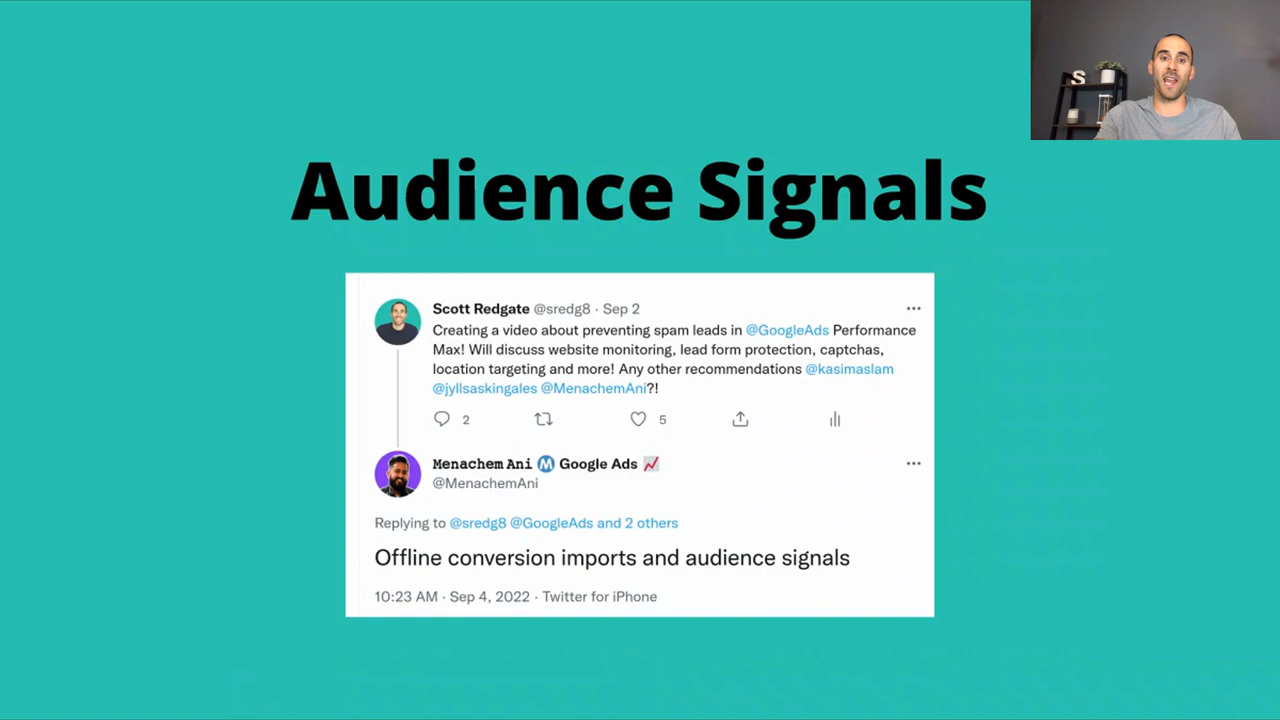 S
Audience Signals
Scott Redgate @sredg8 · Sep 2
Creating a video about preventing spam leads in @GoogleAds Performance
Max! Will discuss website monitoring, lead form protection, captchas,
location targeting and more! Any other recommendations @kasimaslam
@jyllsaskingales @MenachemAni?!
2
5
Menachem Ani Ⓜ Google Ads 📈
@MenachemAni
Replying to @sredg8 @GoogleAds and 2 others
Offline conversion imports and audience signals
10:23 AM · Sep 4, 2022 · Twitter for iPhone